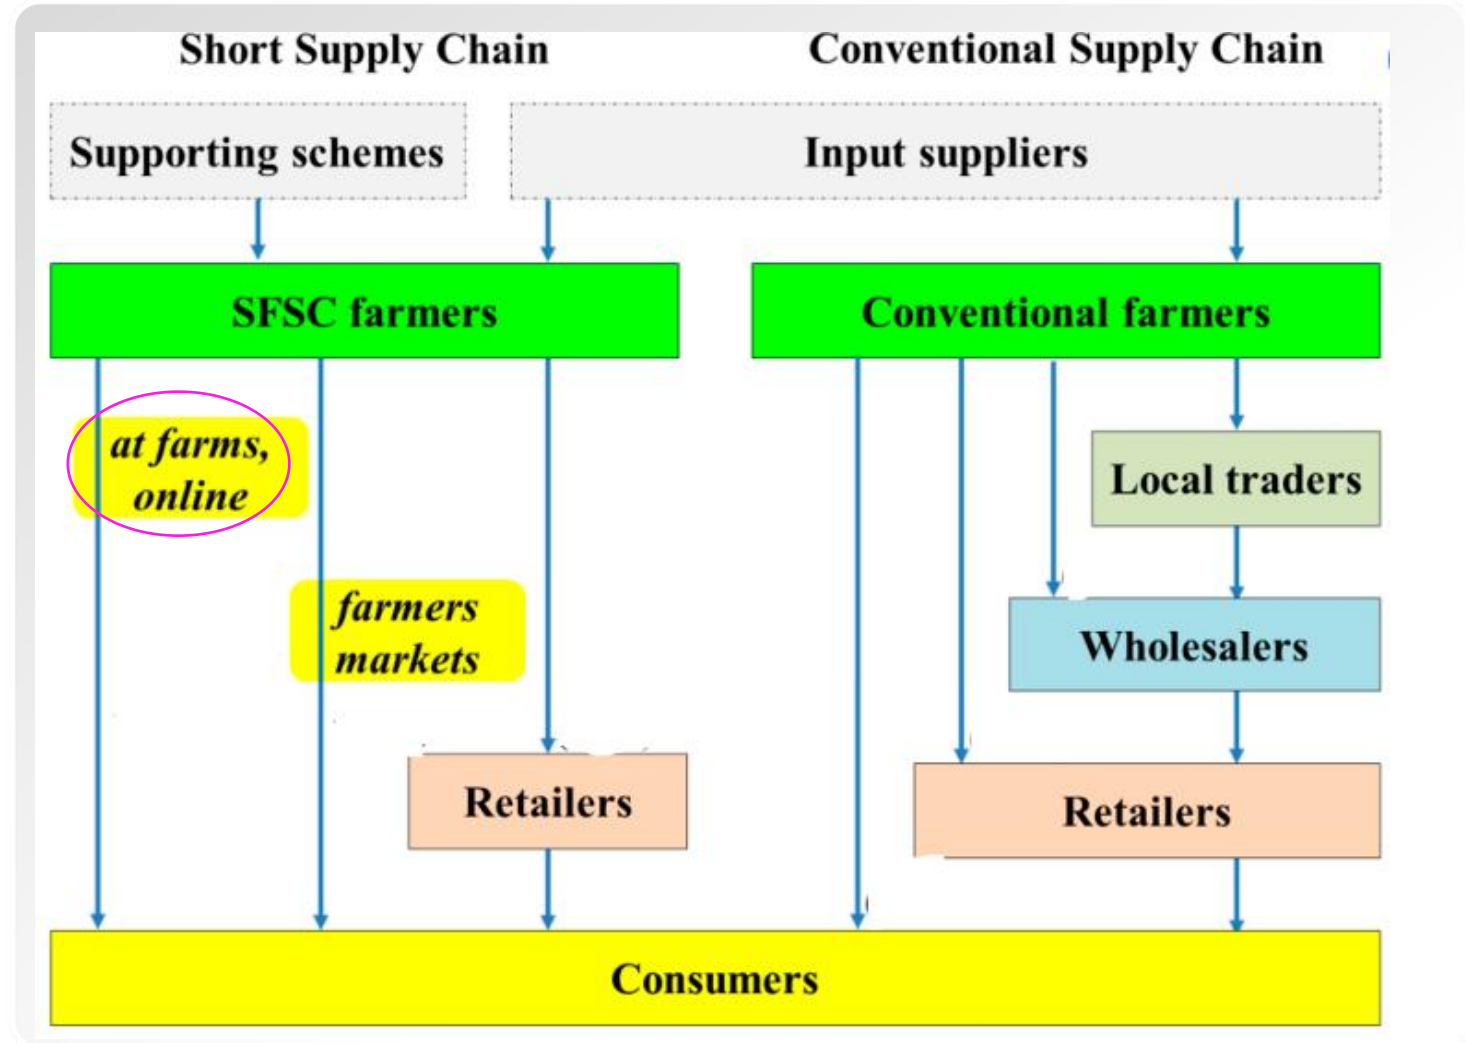 Short Supply Chain
Conventional Supply Chain
Supporting schemes
Input suppliers
SFSC farmers
Conventional farmers
at farms,
online
Local traders
farmers
markets
Wholesalers
Retailers
Retailers
Consumers